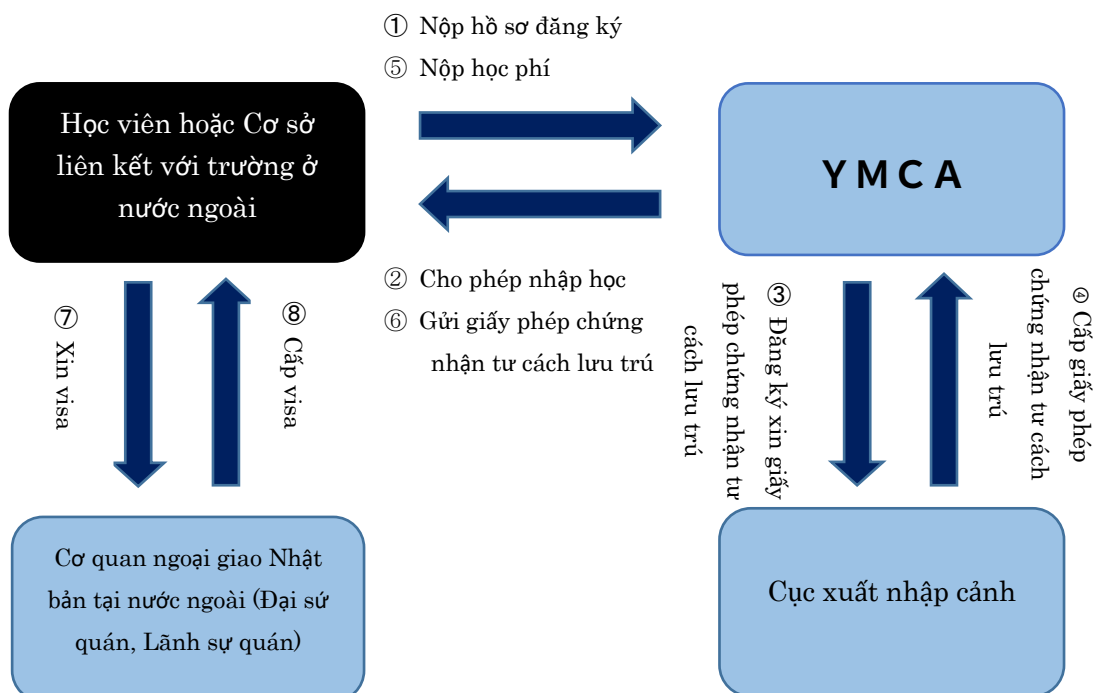 ① Nộp hồ sơ đăng ký
⑤ Nộp học phí
Học viên hoặc Cơ sở
liên kết với trường ở
nước ngoài
YMCA
② Cho phép nhập học
⑥ Gửi giấy phép chứng
nhận tư cách lưu trú
⑦ Xin visa
⑧ Cấp visa
③ Đăng ký xin giấy
phép chứng nhận tư
cách lưu trú
④ Cấp giấy phép
chứng nhận tư cách
lưu trú
Cơ quan ngoại giao Nhật
bản tại nước ngoài (Đại sứ
quán, Lãnh sự quán)
Cục xuất nhập cảnh